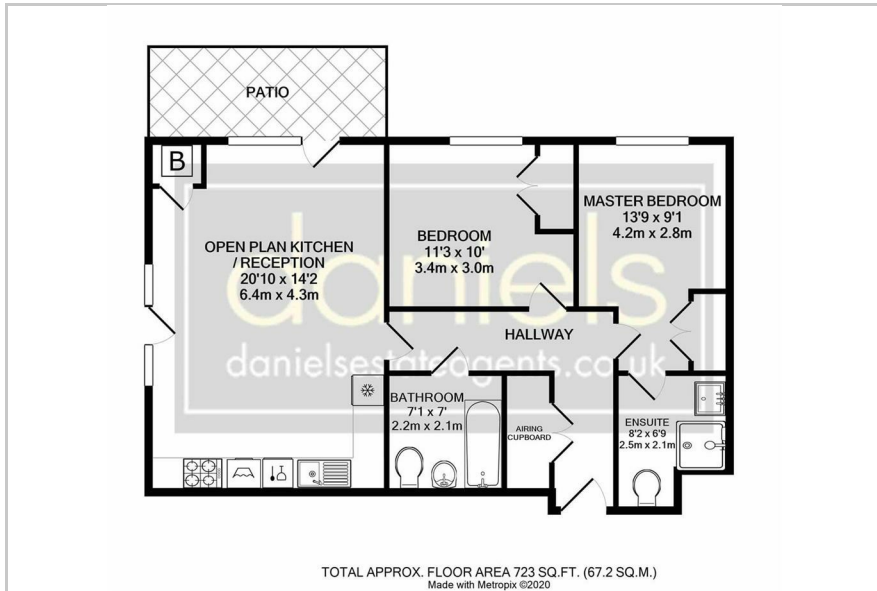 PATIO
B
OPEN PLAN KITCHEN
/ RECEPTION
20'10 x 14'2
6.4m x 4.3m
BEDROOM
11'3 x 10'
3.4m x 3.0m
MASTER BEDROOM
13'9 x 9'1
4.2m x 2.8m
daniels
danielsestateagents.co.uk
HALLWAY
BATHROOM
7'1 x 7'
2.2m x 2.1m
AIRING
CUPBOARD
ENSUITE
8'2 x 6'9
2.5m x 2.1m
TOTAL APPROX. FLOOR AREA 723 SQ.FT. (67.2 SQ.M.)
Made with Metropix ©2020